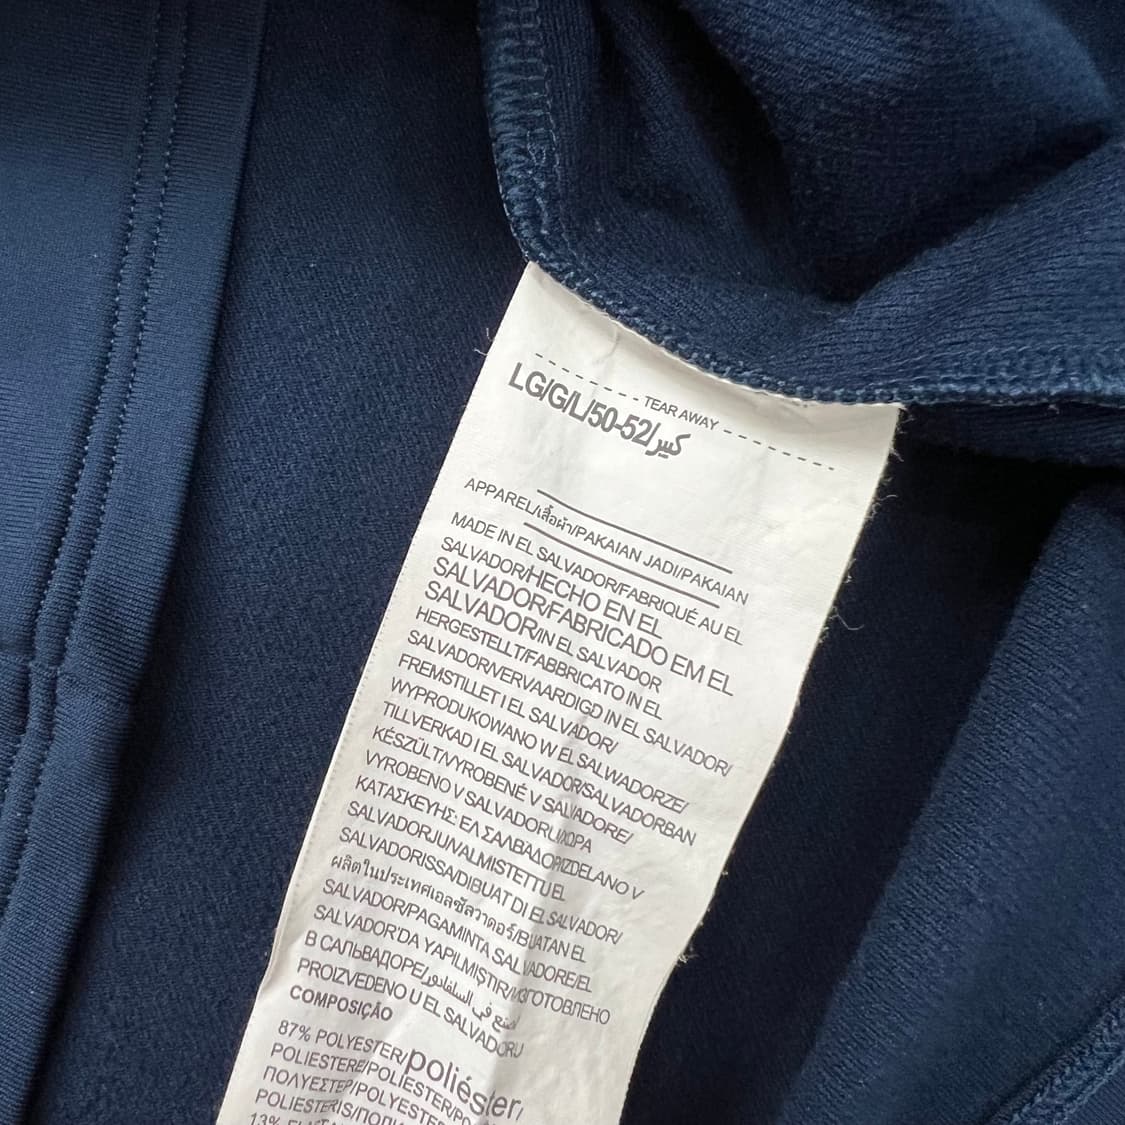 TEAR AWAY
LG/G/L/50-52/كبير
APPAREL/เสื้อผ้า/PAKAIAN JADI/PAKAIAN
MADE IN EL SALVADOR/FABRIQUÉ AU EL
SALVADOR/HECHO EN EL
SALVADOR/FABRICADO EM EL
SALVADOR/IN EL SALVADOR
HERGESTELLT/FABBRICATO IN EL
SALVADOR/VERVAARDIGD IN EL SALVADOR/
FREMSTILLET I EL SALVADOR/
WYPRODUKOWANO W EL SALWADORZE/
TILLVERKAD I EL SALVADOR/SALVADORBAN
KÉSZÜLT/VYROBENÉ V SALVADORE/
VYROBENO V SALVADORU/ΧΩΡΑ
ΚΑΤΑΣΚΕΥΗΣ: ΕΛ ΣΑΛΒΑΔΟΡ/IZDELANO V
SALVADORJU/VALMISTETTU EL
SALVADORISSA/DIBUAT DI EL SALVADOR/
ผลิตในประเทศเอลซัลวาดอร์/BUATAN EL
SALVADOR/PAGAMINTA SALVADORE/EL
SALVADOR'DA YAPILMIŞTIR/ИЗГОТОВЛЕНО
В САЛЬВАДОРЕ/صنع في السلفادور
PROIZVEDENO U EL SALVADORU
COMPOSIÇÃO
87% POLYESTER/poliéster/
POLIESTERE/POLIESTER/
ΠΟΛΥΕΣΤΕΡ/POLYESTER
13%